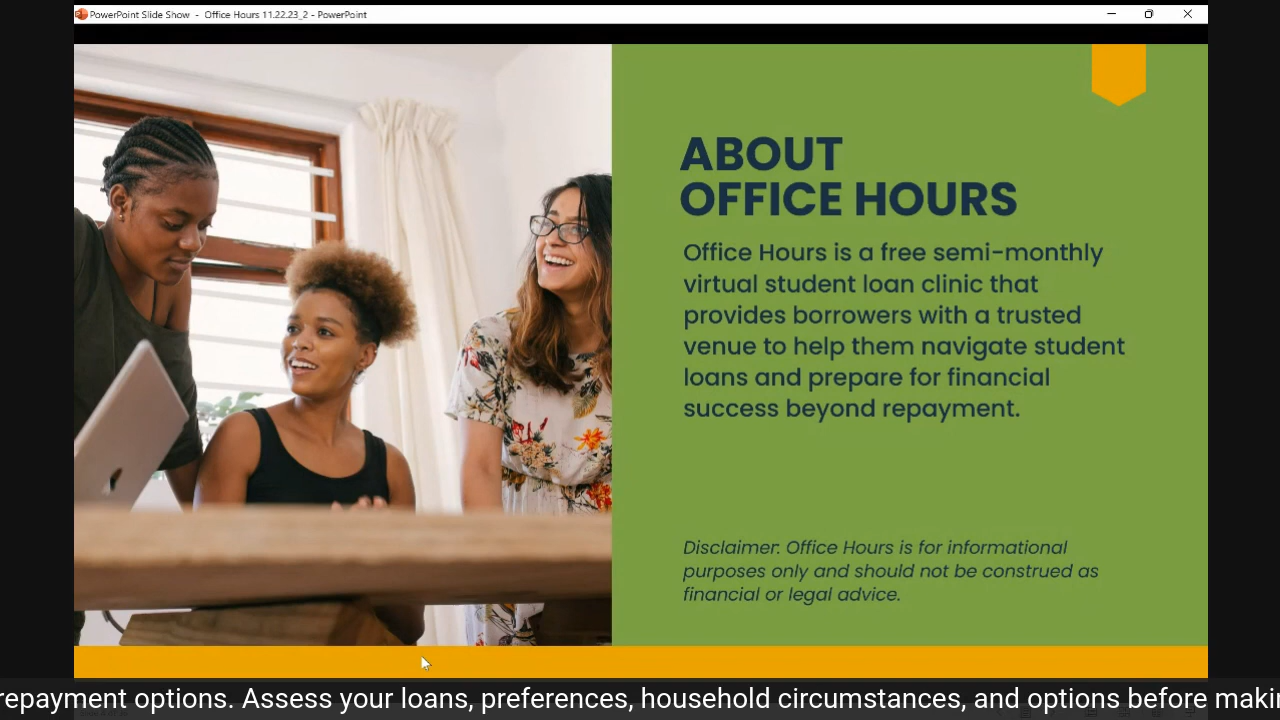 PowerPoint Slide Show - Office Hours 11.22.23_2 - PowerPoint
ABOUT
OFFICE HOURS
Office Hours is a free semi-monthly
virtual student loan clinic that
provides borrowers with a trusted
venue to help them navigate student
loans and prepare for financial
success beyond repayment.
Disclaimer: Office Hours is for informational
purposes only and should not be construed as
financial or legal advice.
repayment options. Assess your loans, preferences, household circumstances, and options before makin